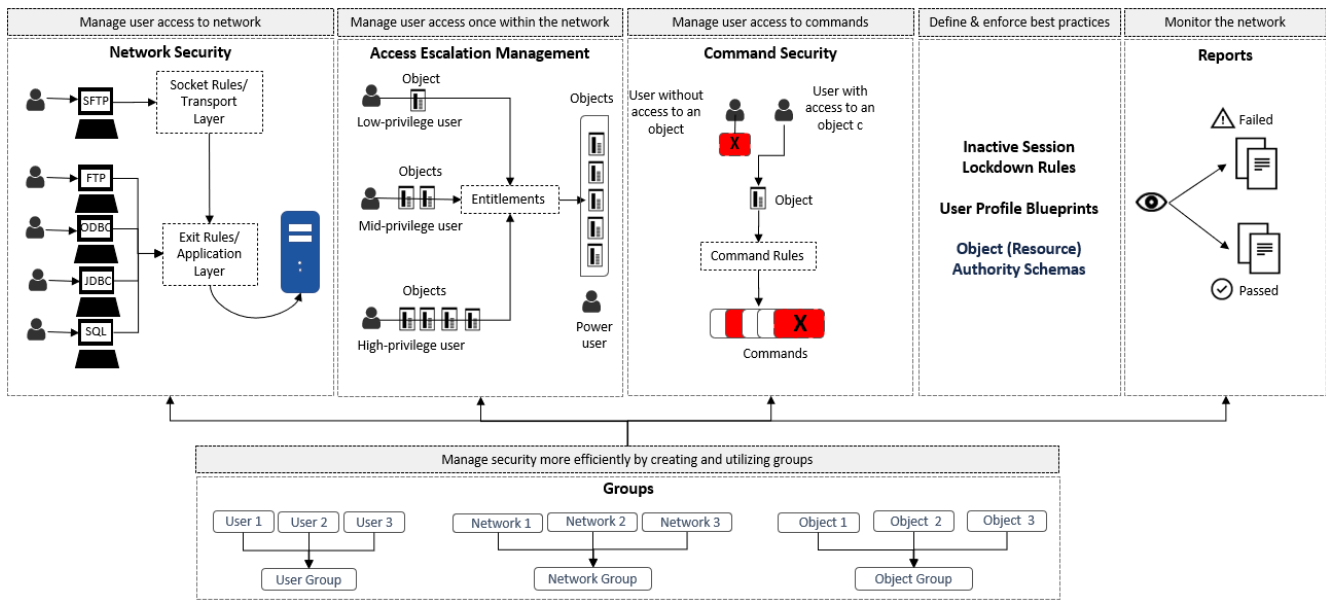 Manage user access to network
Network Security
SFTP
Socket Rules/
Transport
Layer
FTP
ODBC
JDBC
SQL
Exit Rules/
Application
Layer
Manage user access once within the network
Access Escalation Management
Object
Low-privilege user
Objects
Mid-privilege user
Objects
High-privilege user
Entitlements
Objects
Power
user
Manage user access to commands
Command Security
User without
access to an
object
X
User with
access to an
object c
Object
Command Rules
X
Commands
Define & enforce best practices
Inactive Session
Lockdown Rules
User Profile Blueprints
Object (Resource)
Authority Schemas
Monitor the network
Reports
Failed
Passed
Manage security more efficiently by creating and utilizing groups
Groups
User 1
User 2
User 3
User Group
Network 1
Network 2
Network 3
Network Group
Object 1
Object 2
Object 3
Object Group